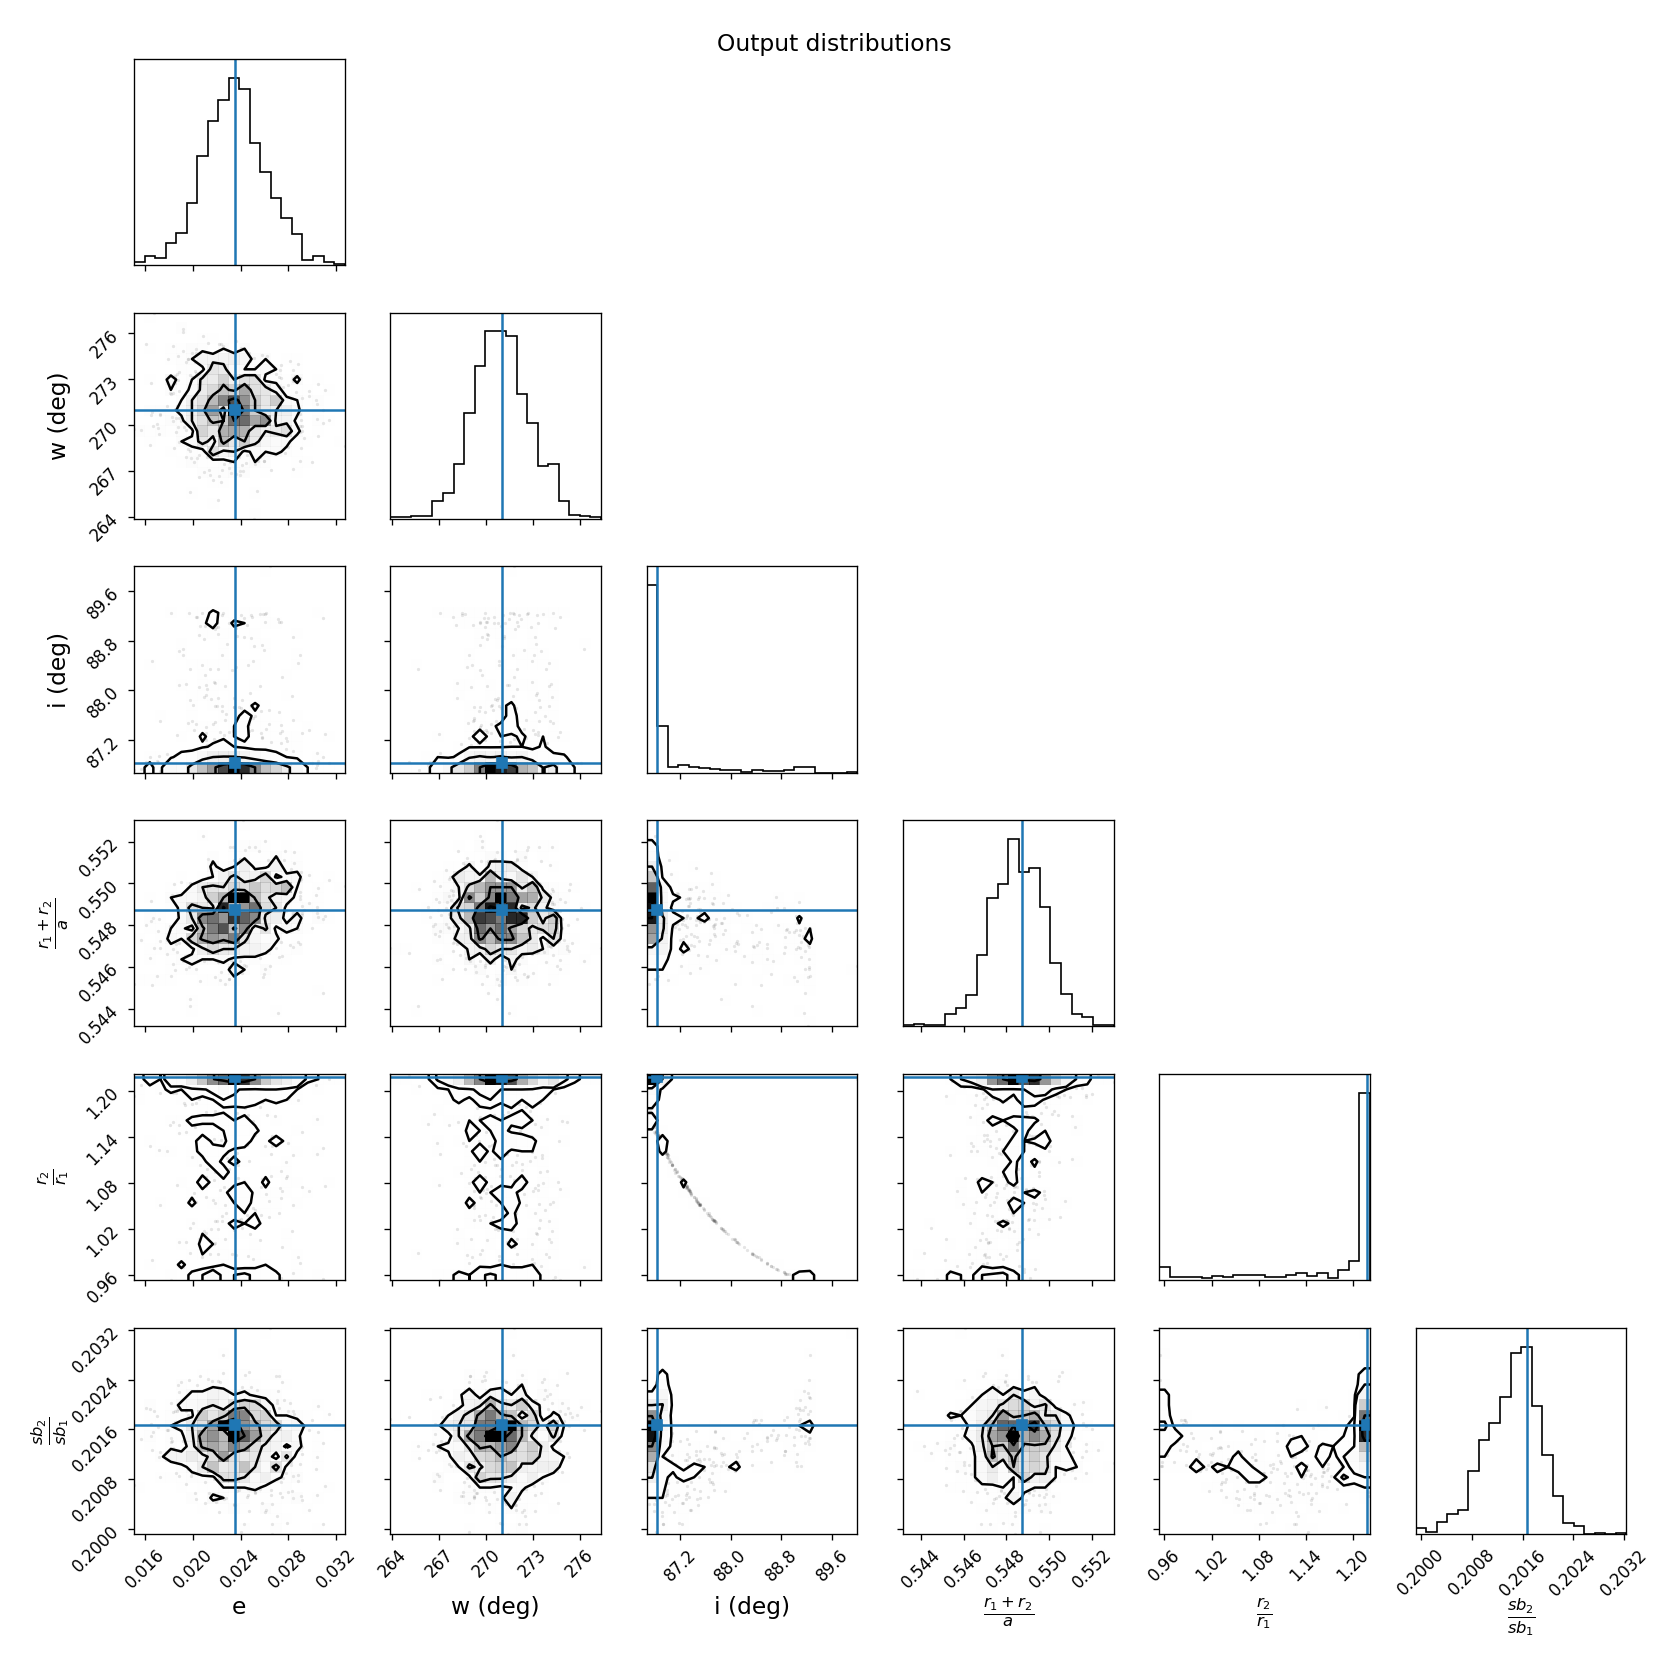 Output distributions
276
273
270
267
264
w (deg)
89.6
88.8
88.0
87.2
i (deg)
0.552
0.550
0.548
0.546
0.544
r₁ + r₂
a
1.20
1.14
1.08
1.02
0.96
r₂
r₁
0.2032
0.2024
0.2016
0.2008
0.2000
sb₂
sb₁
0.016 0.020 0.024 0.028 0.032 264 267 270 273 276 87.2 88.0 88.8 89.6 0.544 0.546 0.548 0.550 0.552 0.96 1.02 1.08 1.14 1.20 0.2000 0.2008 0.2016 0.2024 0.2032
e w (deg) i (deg) r₁ + r₂ r₂ sb₂
a r₁ sb₁